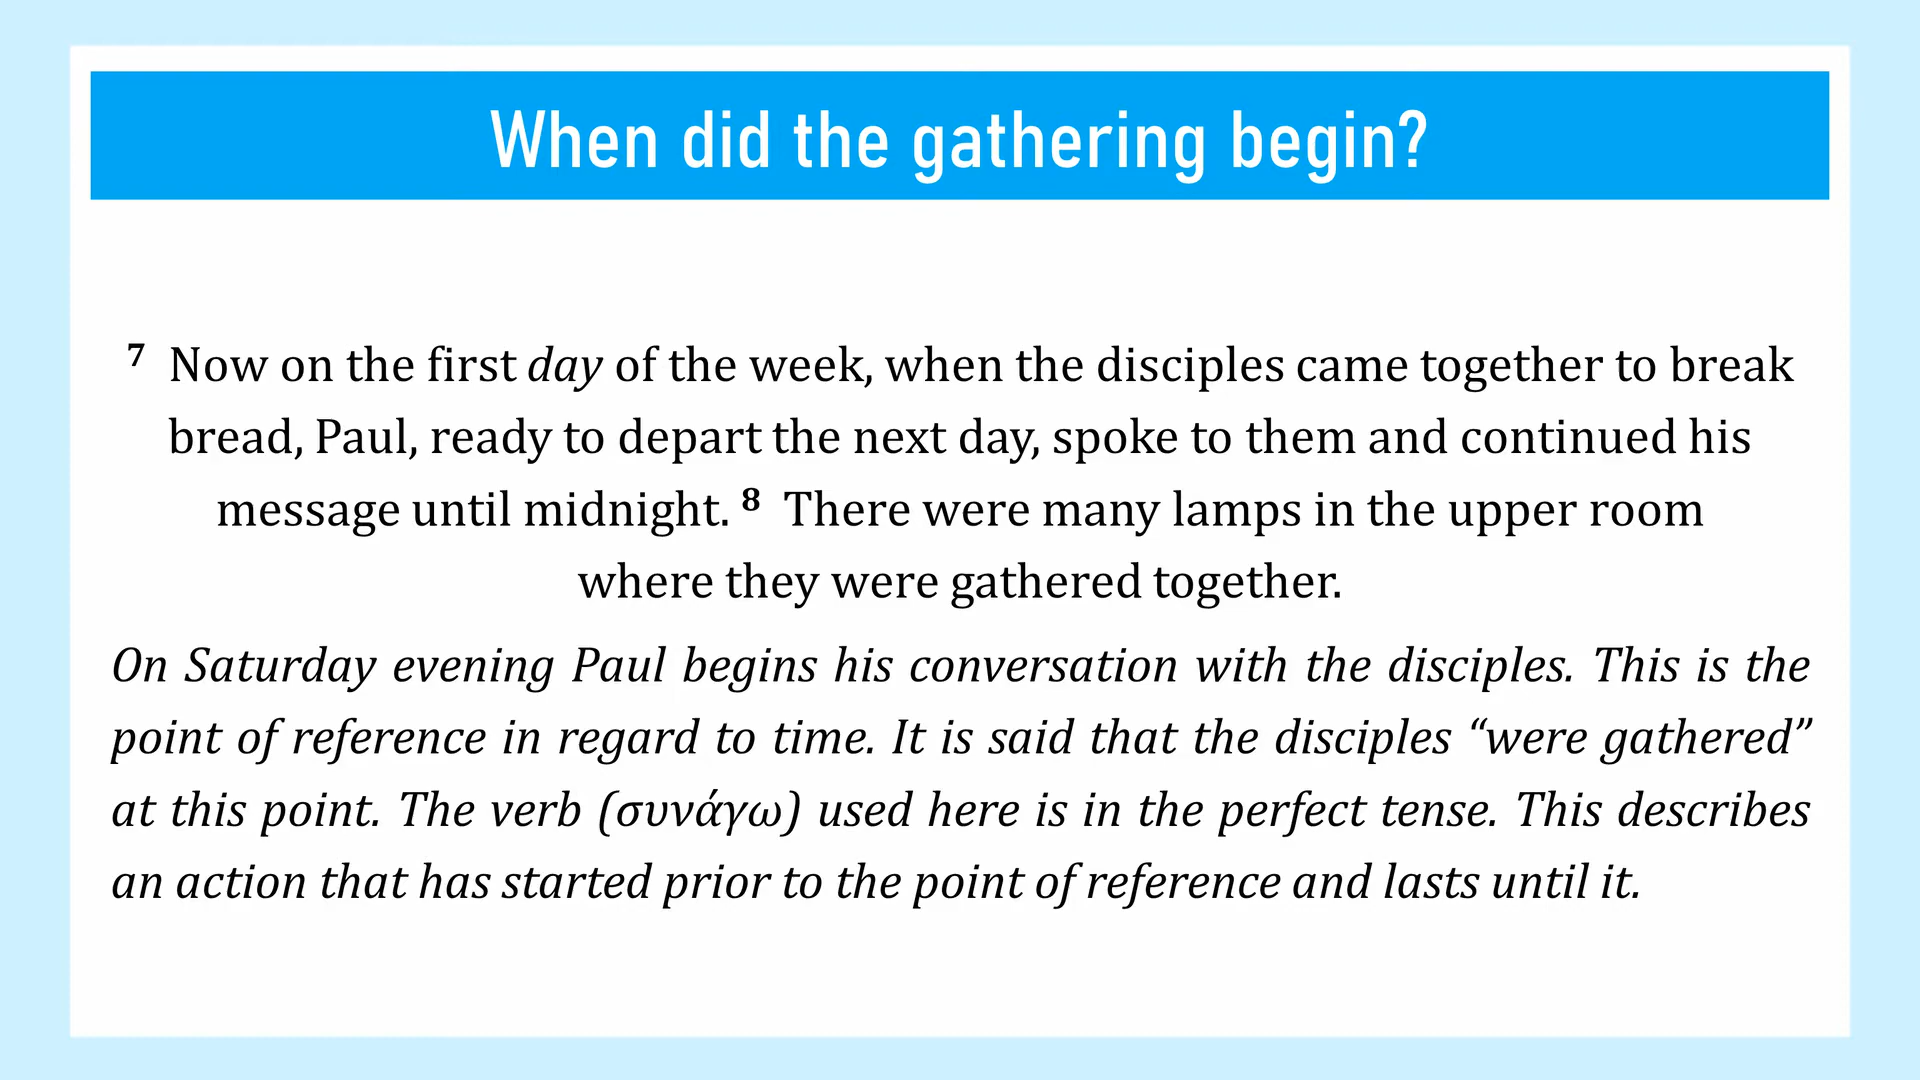 When did the gathering begin?
7 Now on the first day of the week, when the disciples came together to break
bread, Paul, ready to depart the next day, spoke to them and continued his
message until midnight. 8 There were many lamps in the upper room
where they were gathered together.
On Saturday evening Paul begins his conversation with the disciples. This is the
point of reference in regard to time. It is said that the disciples “were gathered”
at this point. The verb (συνάγω) used here is in the perfect tense. This describes
an action that has started prior to the point of reference and lasts until it.